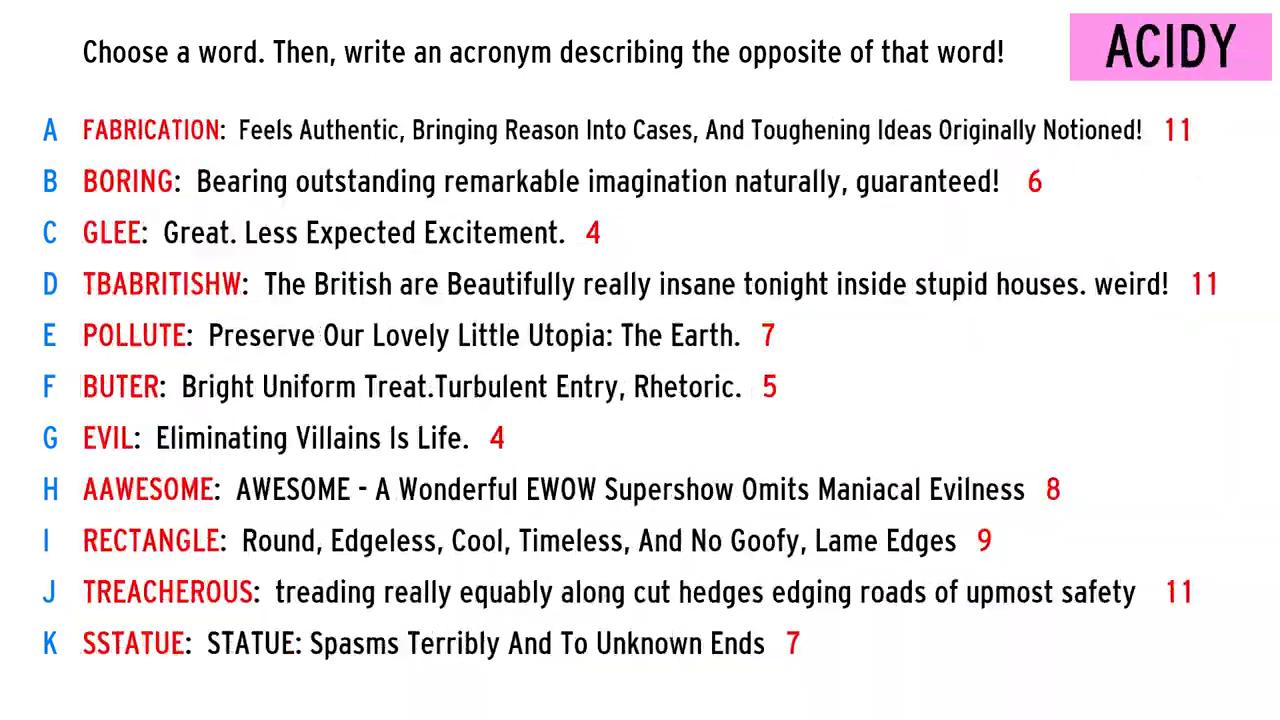 Choose a word. Then, write an acronym describing the opposite of that word!
ACIDY
A FABRICATION: Feels Authentic, Bringing Reason Into Cases, And Toughening Ideas Originally Notioned! 11
B BORING: Bearing outstanding remarkable imagination naturally, guaranteed! 6
C GLEE: Great. Less Expected Excitement. 4
D TBABRITISHW: The British are Beautifully really insane tonight inside stupid houses. weird! 11
E POLLUTE: Preserve Our Lovely Little Utopia: The Earth. 7
F BUTER: Bright Uniform Treat.Turbulent Entry, Rhetoric. 5
G EVIL: Eliminating Villains Is Life. 4
H AAWESOME: AWESOME - A Wonderful EWOW Supershow Omits Maniacal Evilness 8
I RECTANGLE: Round, Edgeless, Cool, Timeless, And No Goofy, Lame Edges 9
J TREACHEROUS: treading really equably along cut hedges edging roads of upmost safety 11
K SSTATUE: STATUE: Spasms Terribly And To Unknown Ends 7